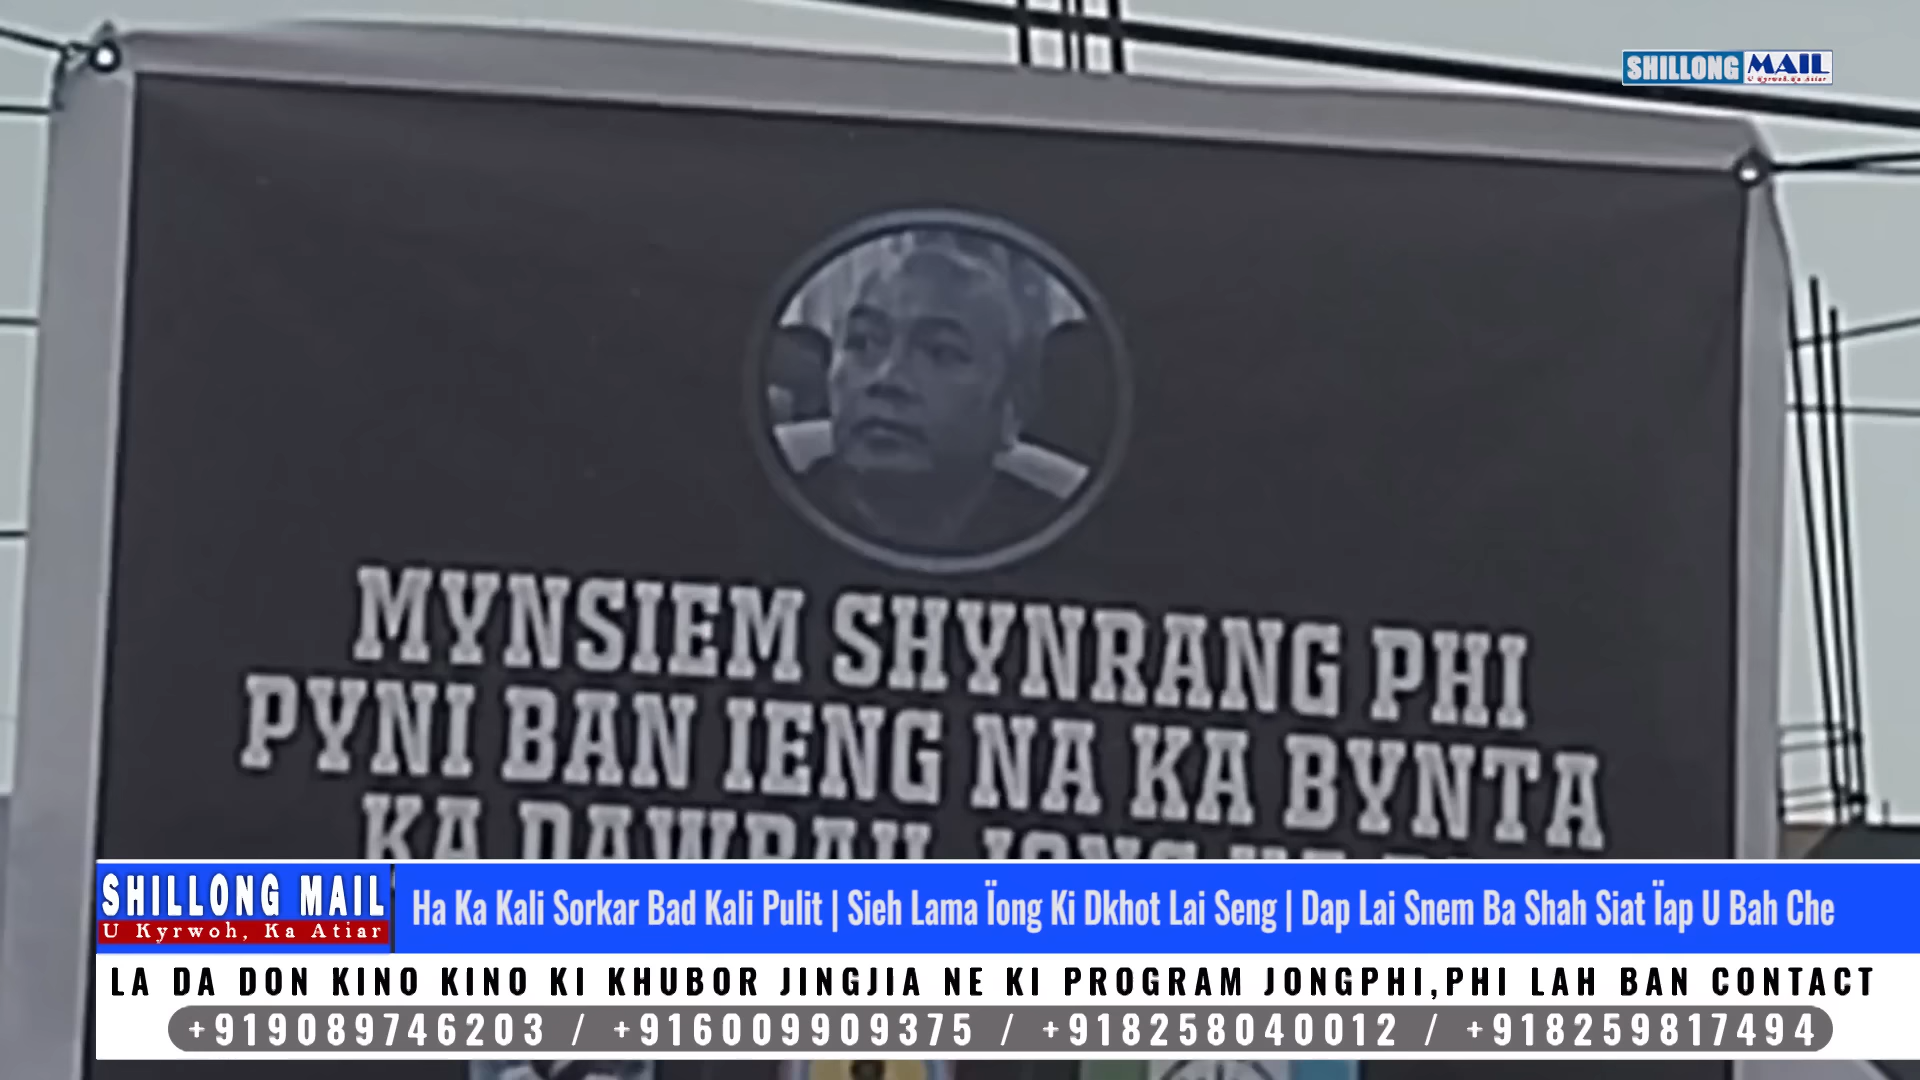 SHILLONG MAIL
U Kyrwoh, Ka Atiar
MYNSIEM SHYNRANG PHI
PYNI BAN IENG NA KA BYNTA
SHILLONG MAIL
U Kyrwoh, Ka Atiar
Ha Ka Kali Sorkar Bad Kali Pulit | Sieh Lama Ïong Ki Dkhot Lai Seng | Dap Lai Snem Ba Shah Siat Ïap U Bah Che
LA DA DON KINO KINO KI KHUBOR JINGJIA NE KI PROGRAM JONGPHI,PHI LAH BAN CONTACT
+919089746203 / +916009909375 / +918258040012 / +918259817494